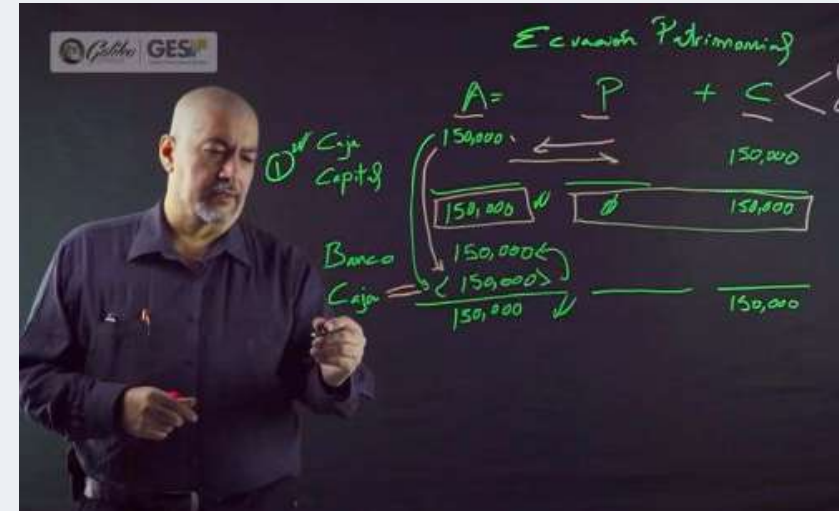 Galileo GES
Ecuación Patrimonial
A = P + C <
① Caja 150,000 150,000
Capital
150,000 Ø 150,000
Banco 150,000
Caja = <150,000>
150,000 150,000